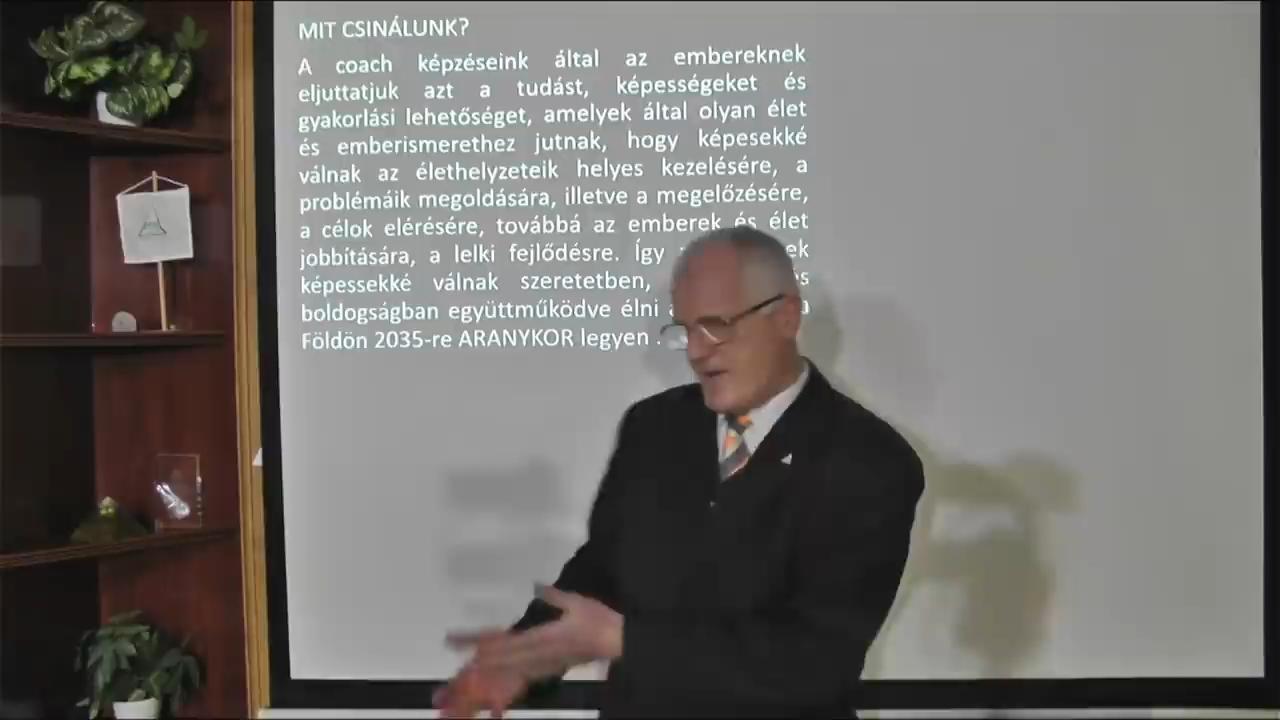 MIT CSINÁLUNK?
A coach képzéseink által az embereknek
eljuttatjuk azt a tudást, képességeket és
gyakorlási lehetőséget, amelyek által olyan élet
és emberismerethez jutnak, hogy képesekké
válnak az élethelyzeteik helyes kezelésére, a
problémáik megoldására, illetve a megelőzésére,
a célok elérésére, továbbá az emberek és élet
jobbítására, a lelki fejlődésre. Így
képessekké válnak szeretetben,
boldogságban együttműködve élni
Földön 2035-re ARANYKOR legyen .